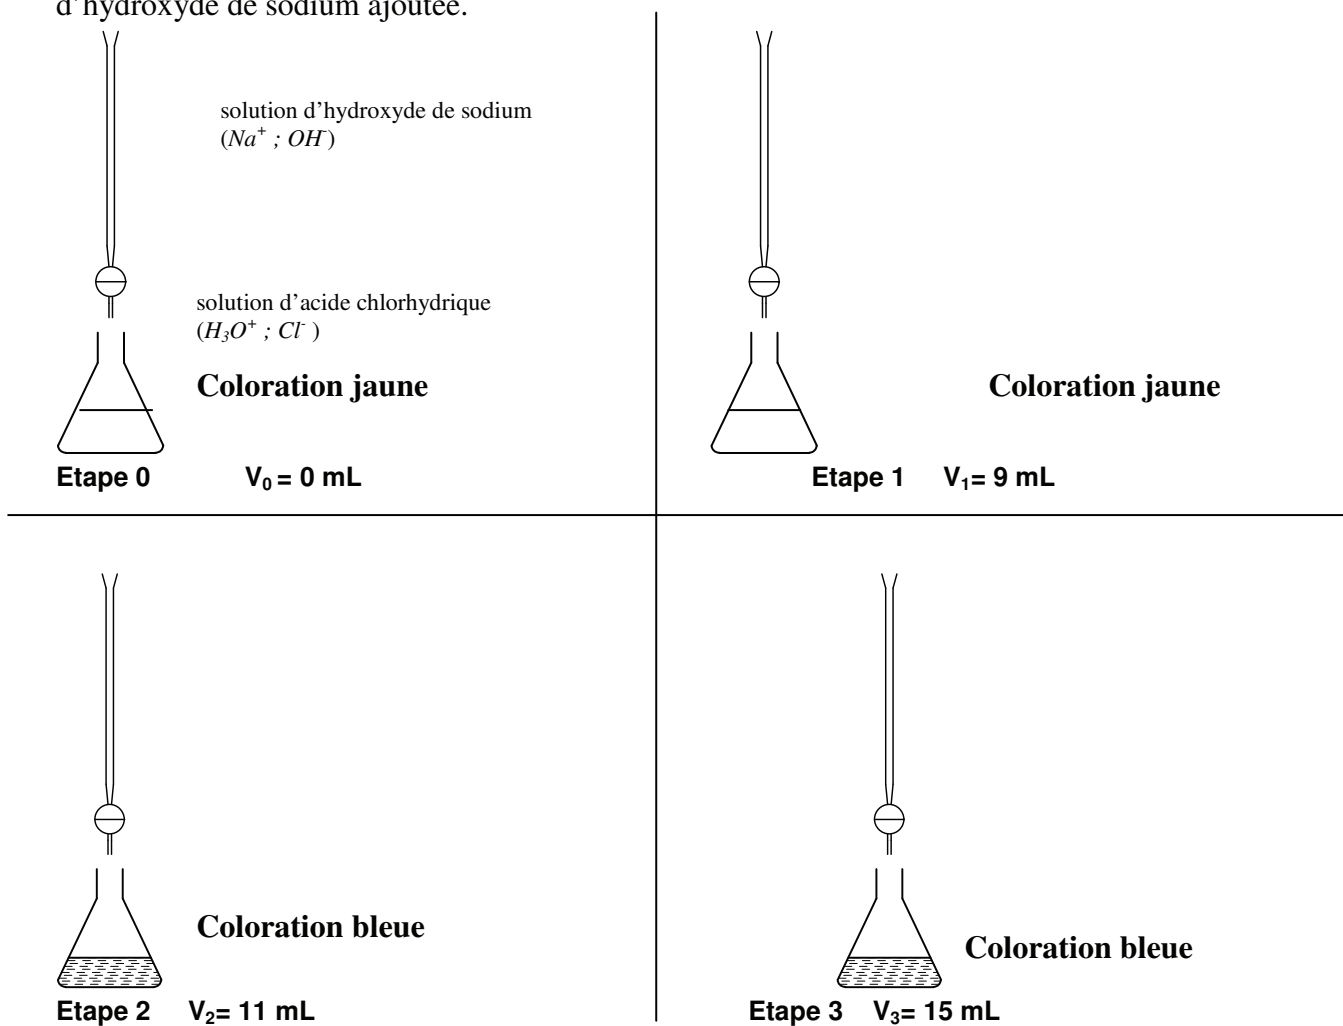 d'hydroxyde de sodium ajoutée.
solution d'hydroxyde de sodium
(Na⁺ ; OH⁻)
solution d'acide chlorhydrique
(H₃O⁺ ; Cl⁻ )
Coloration jaune
Etape 0 V₀ = 0 mL
Coloration jaune
Etape 1 V₁= 9 mL
Coloration bleue
Etape 2 V₂= 11 mL
Coloration bleue
Etape 3 V₃= 15 mL